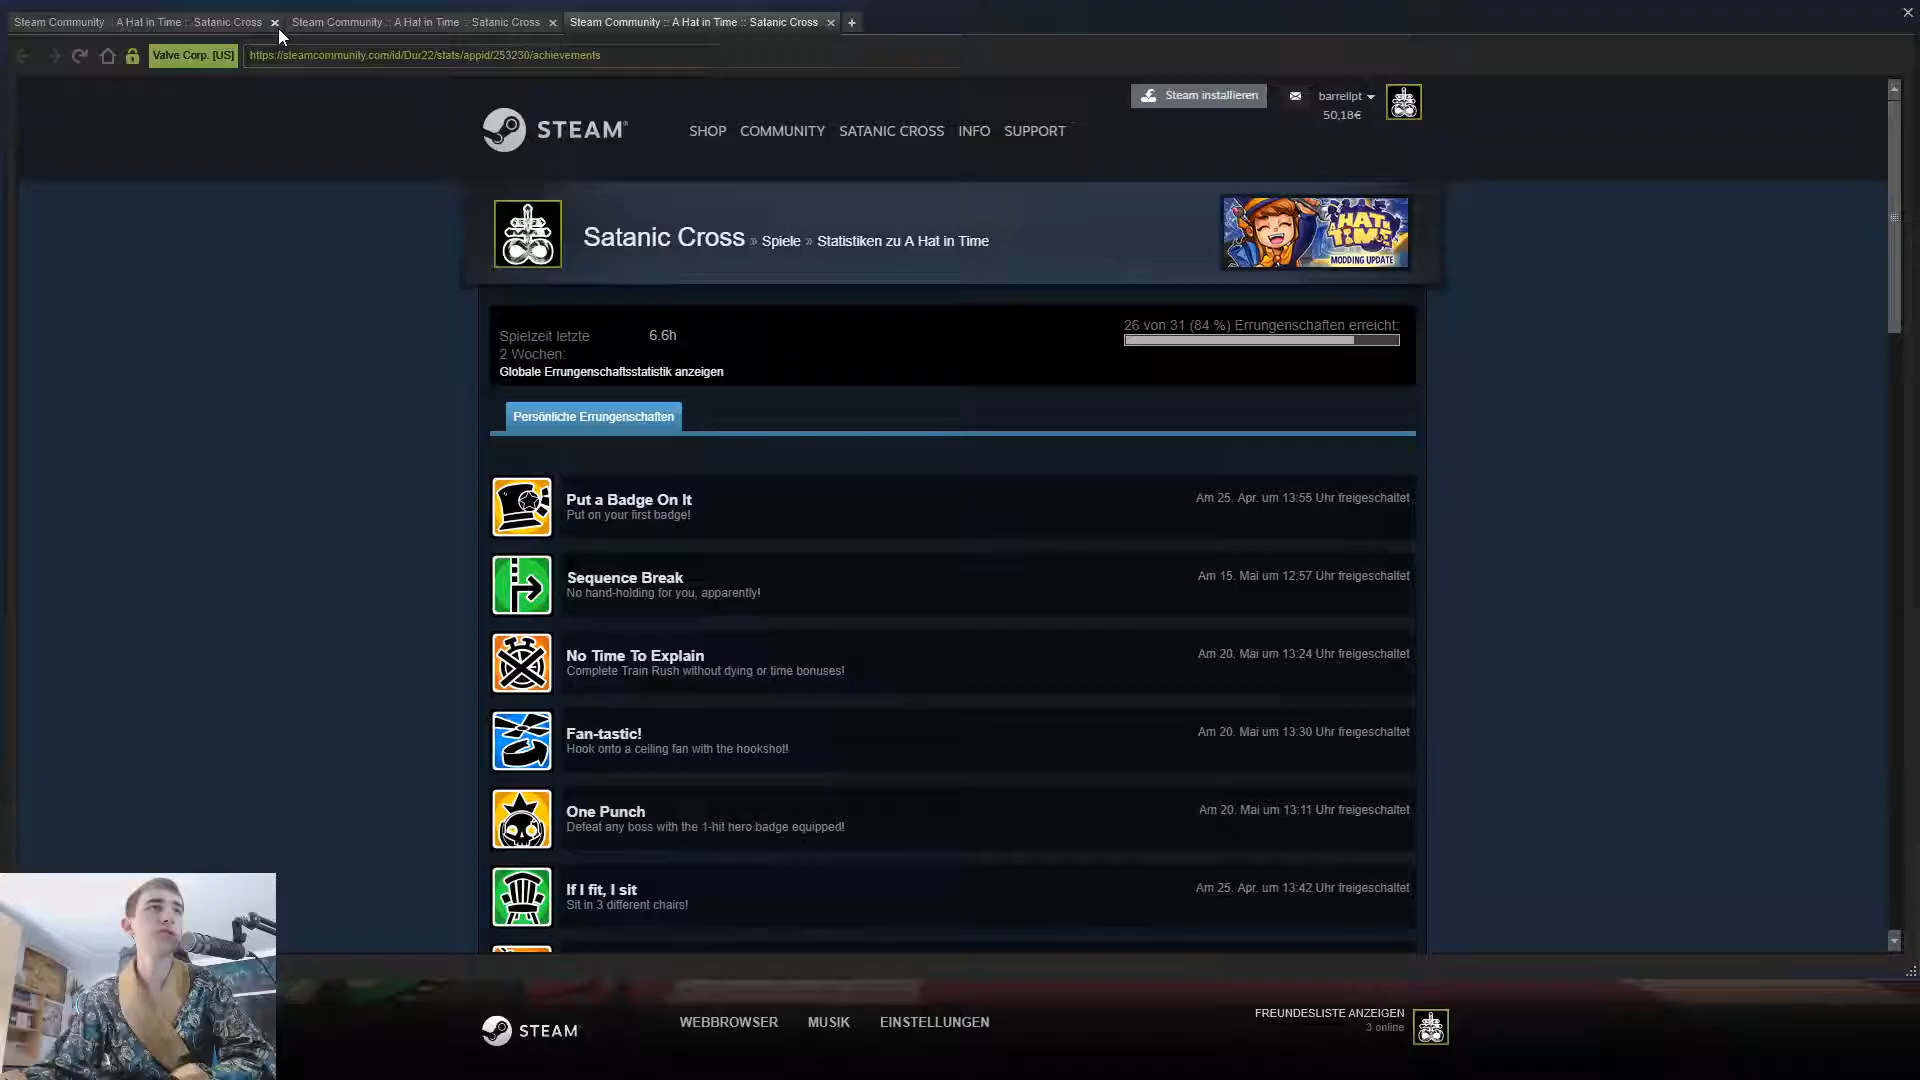 Steam Community :: A Hat in Time :: Satanic Cross
Steam Community :: A Hat in Time :: Satanic Cross
Steam Community :: A Hat in Time :: Satanic Cross
Valve Corp. [US]
https://steamcommunity.com/id/Dur22/stats/appid/253230/achievements
Steam installieren
barrellpt
50,18€
STEAM
SHOP COMMUNITY SATANIC CROSS INFO SUPPORT
Satanic Cross » Spiele » Statistiken zu A Hat in Time
A HAT IN TIME
MODDING UPDATE
Spielzeit letzte 2 Wochen: 6.6h
Globale Errungenschaftsstatistik anzeigen
26 von 31 (84 %) Errungenschaften erreicht:
Persönliche Errungenschaften
Put a Badge On It
Put on your first badge!
Am 25. Apr. um 13:55 Uhr freigeschaltet
Sequence Break
No hand-holding for you, apparently!
Am 15. Mai um 12:57 Uhr freigeschaltet
No Time To Explain
Complete Train Rush without dying or time bonuses!
Am 20. Mai um 13:24 Uhr freigeschaltet
Fan-tastic!
Hook onto a ceiling fan with the hookshot!
Am 20. Mai um 13:30 Uhr freigeschaltet
One Punch
Defeat any boss with the 1-hit hero badge equipped!
Am 20. Mai um 13:11 Uhr freigeschaltet
If I fit, I sit
Sit in 3 different chairs!
Am 25. Apr. um 13:42 Uhr freigeschaltet
STEAM
WEBBROWSER MUSIK EINSTELLUNGEN
FREUNDESLISTE ANZEIGEN
3 online